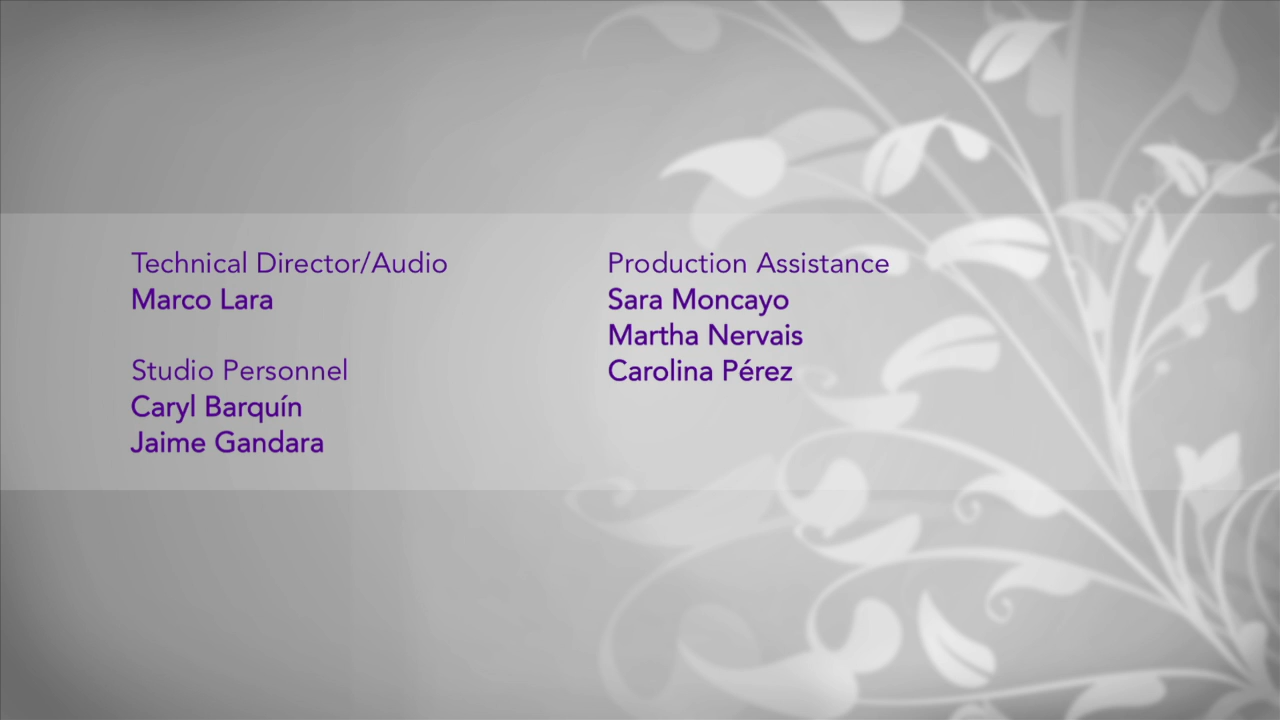 Technical Director/Audio
Marco Lara
Studio Personnel
Caryl Barquín
Jaime Gandara
Production Assistance
Sara Moncayo
Martha Nervais
Carolina Pérez